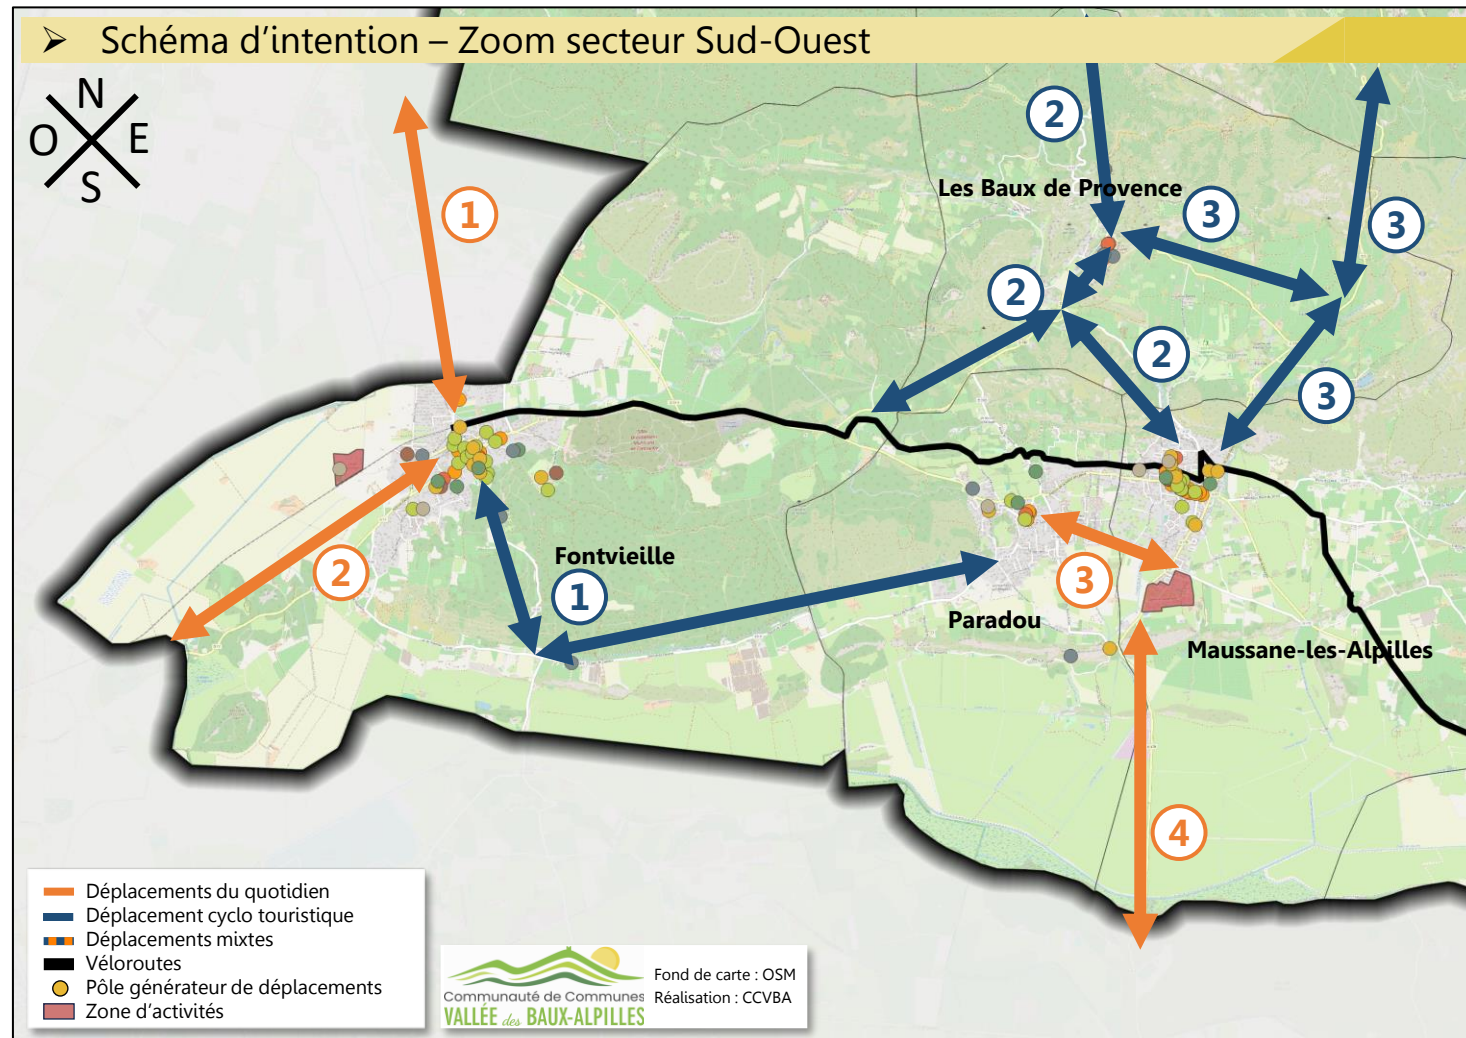 ➢ Schéma d'intention – Zoom secteur Sud-Ouest
N
O E
S
1
2
Les Baux de Provence
3
3
2
2
3
Fontvieille
2
1
3
Paradou
Maussane-les-Alpilles
4
Déplacements du quotidien
Déplacement cyclo touristique
Déplacements mixtes
Véloroutes
Pôle générateur de déplacements
Zone d'activités
Communauté de Communes
VALLÉE des BAUX-ALPILLES
Fond de carte : OSM
Réalisation : CCVBA